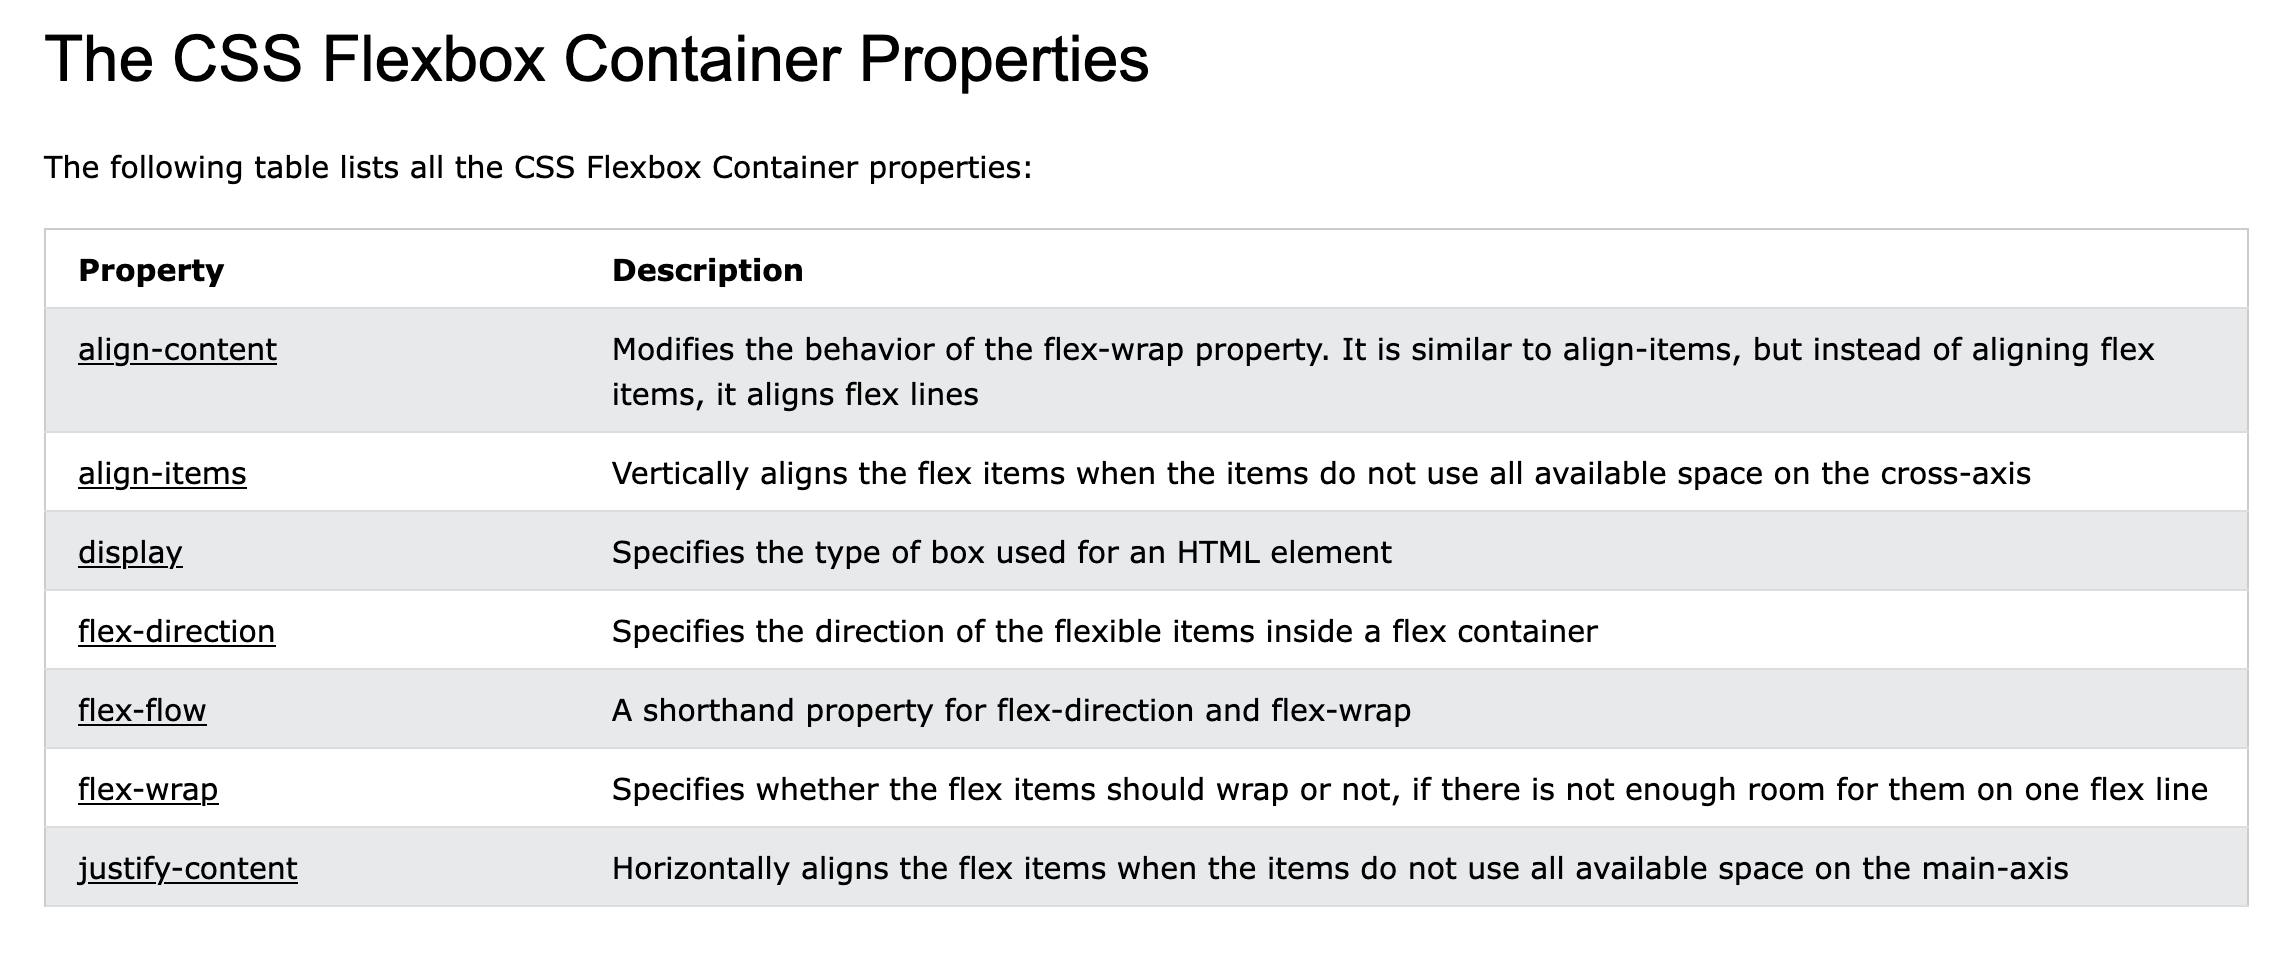 The CSS Flexbox Container Properties
The following table lists all the CSS Flexbox Container properties:
Property Description
align-content Modifies the behavior of the flex-wrap property. It is similar to align-items, but instead of aligning flex
items, it aligns flex lines
align-items Vertically aligns the flex items when the items do not use all available space on the cross-axis
display Specifies the type of box used for an HTML element
flex-direction Specifies the direction of the flexible items inside a flex container
flex-flow A shorthand property for flex-direction and flex-wrap
flex-wrap Specifies whether the flex items should wrap or not, if there is not enough room for them on one flex line
justify-content Horizontally aligns the flex items when the items do not use all available space on the main-axis